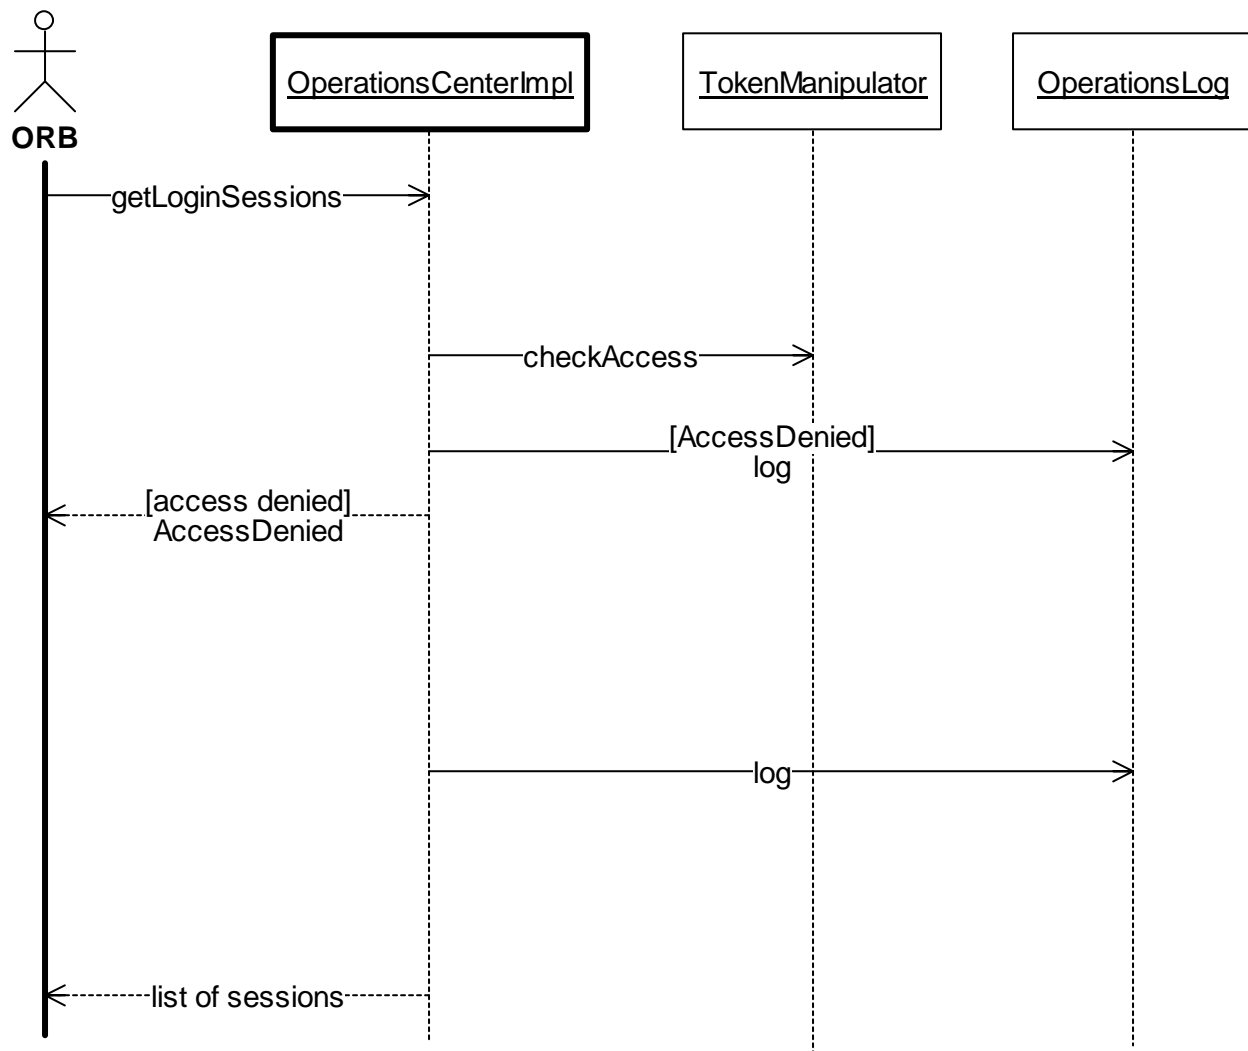 OperationsCenterImpl
TokenManipulator
OperationsLog
ORB
getLoginSessions
checkAccess
[AccessDenied]
log
[access denied]
AccessDenied
log
list of sessions